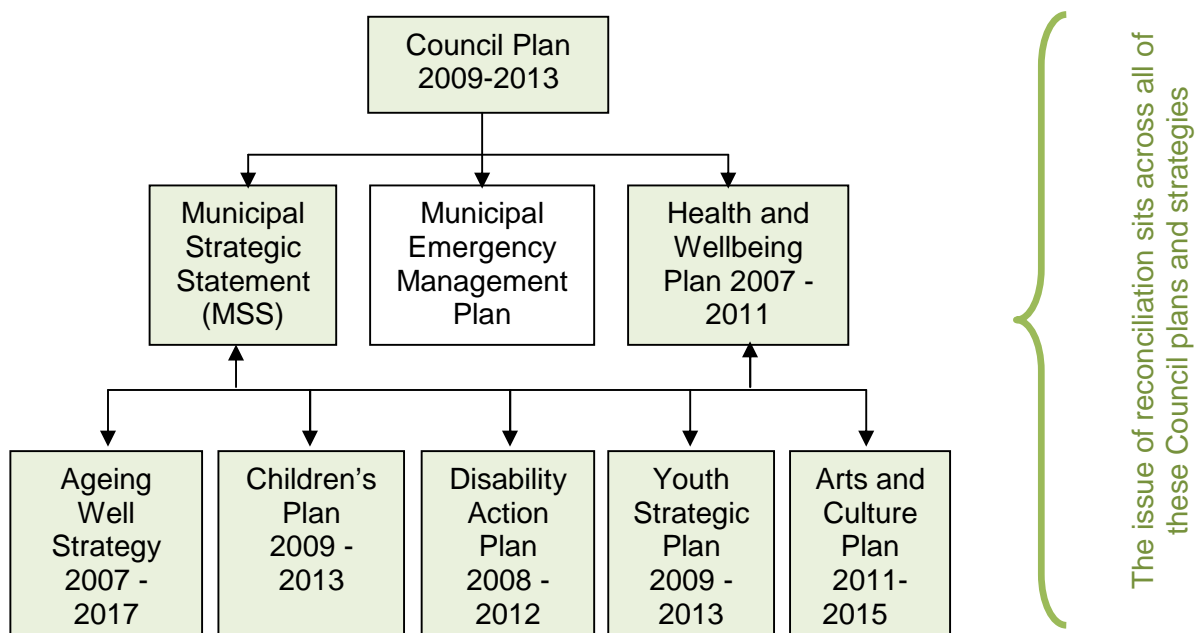 Council Plan
2009-2013
Municipal
Strategic
Statement
(MSS)
Municipal
Emergency
Management
Plan
Health and
Wellbeing
Plan 2007 -
2011
Ageing
Well
Strategy
2007 -
2017
Children’s
Plan
2009 -
2013
Disability
Action
Plan
2008 -
2012
Youth
Strategic
Plan
2009 -
2013
Arts and
Culture
Plan
2011-
2015
The issue of reconciliation sits across all of
these Council plans and strategies